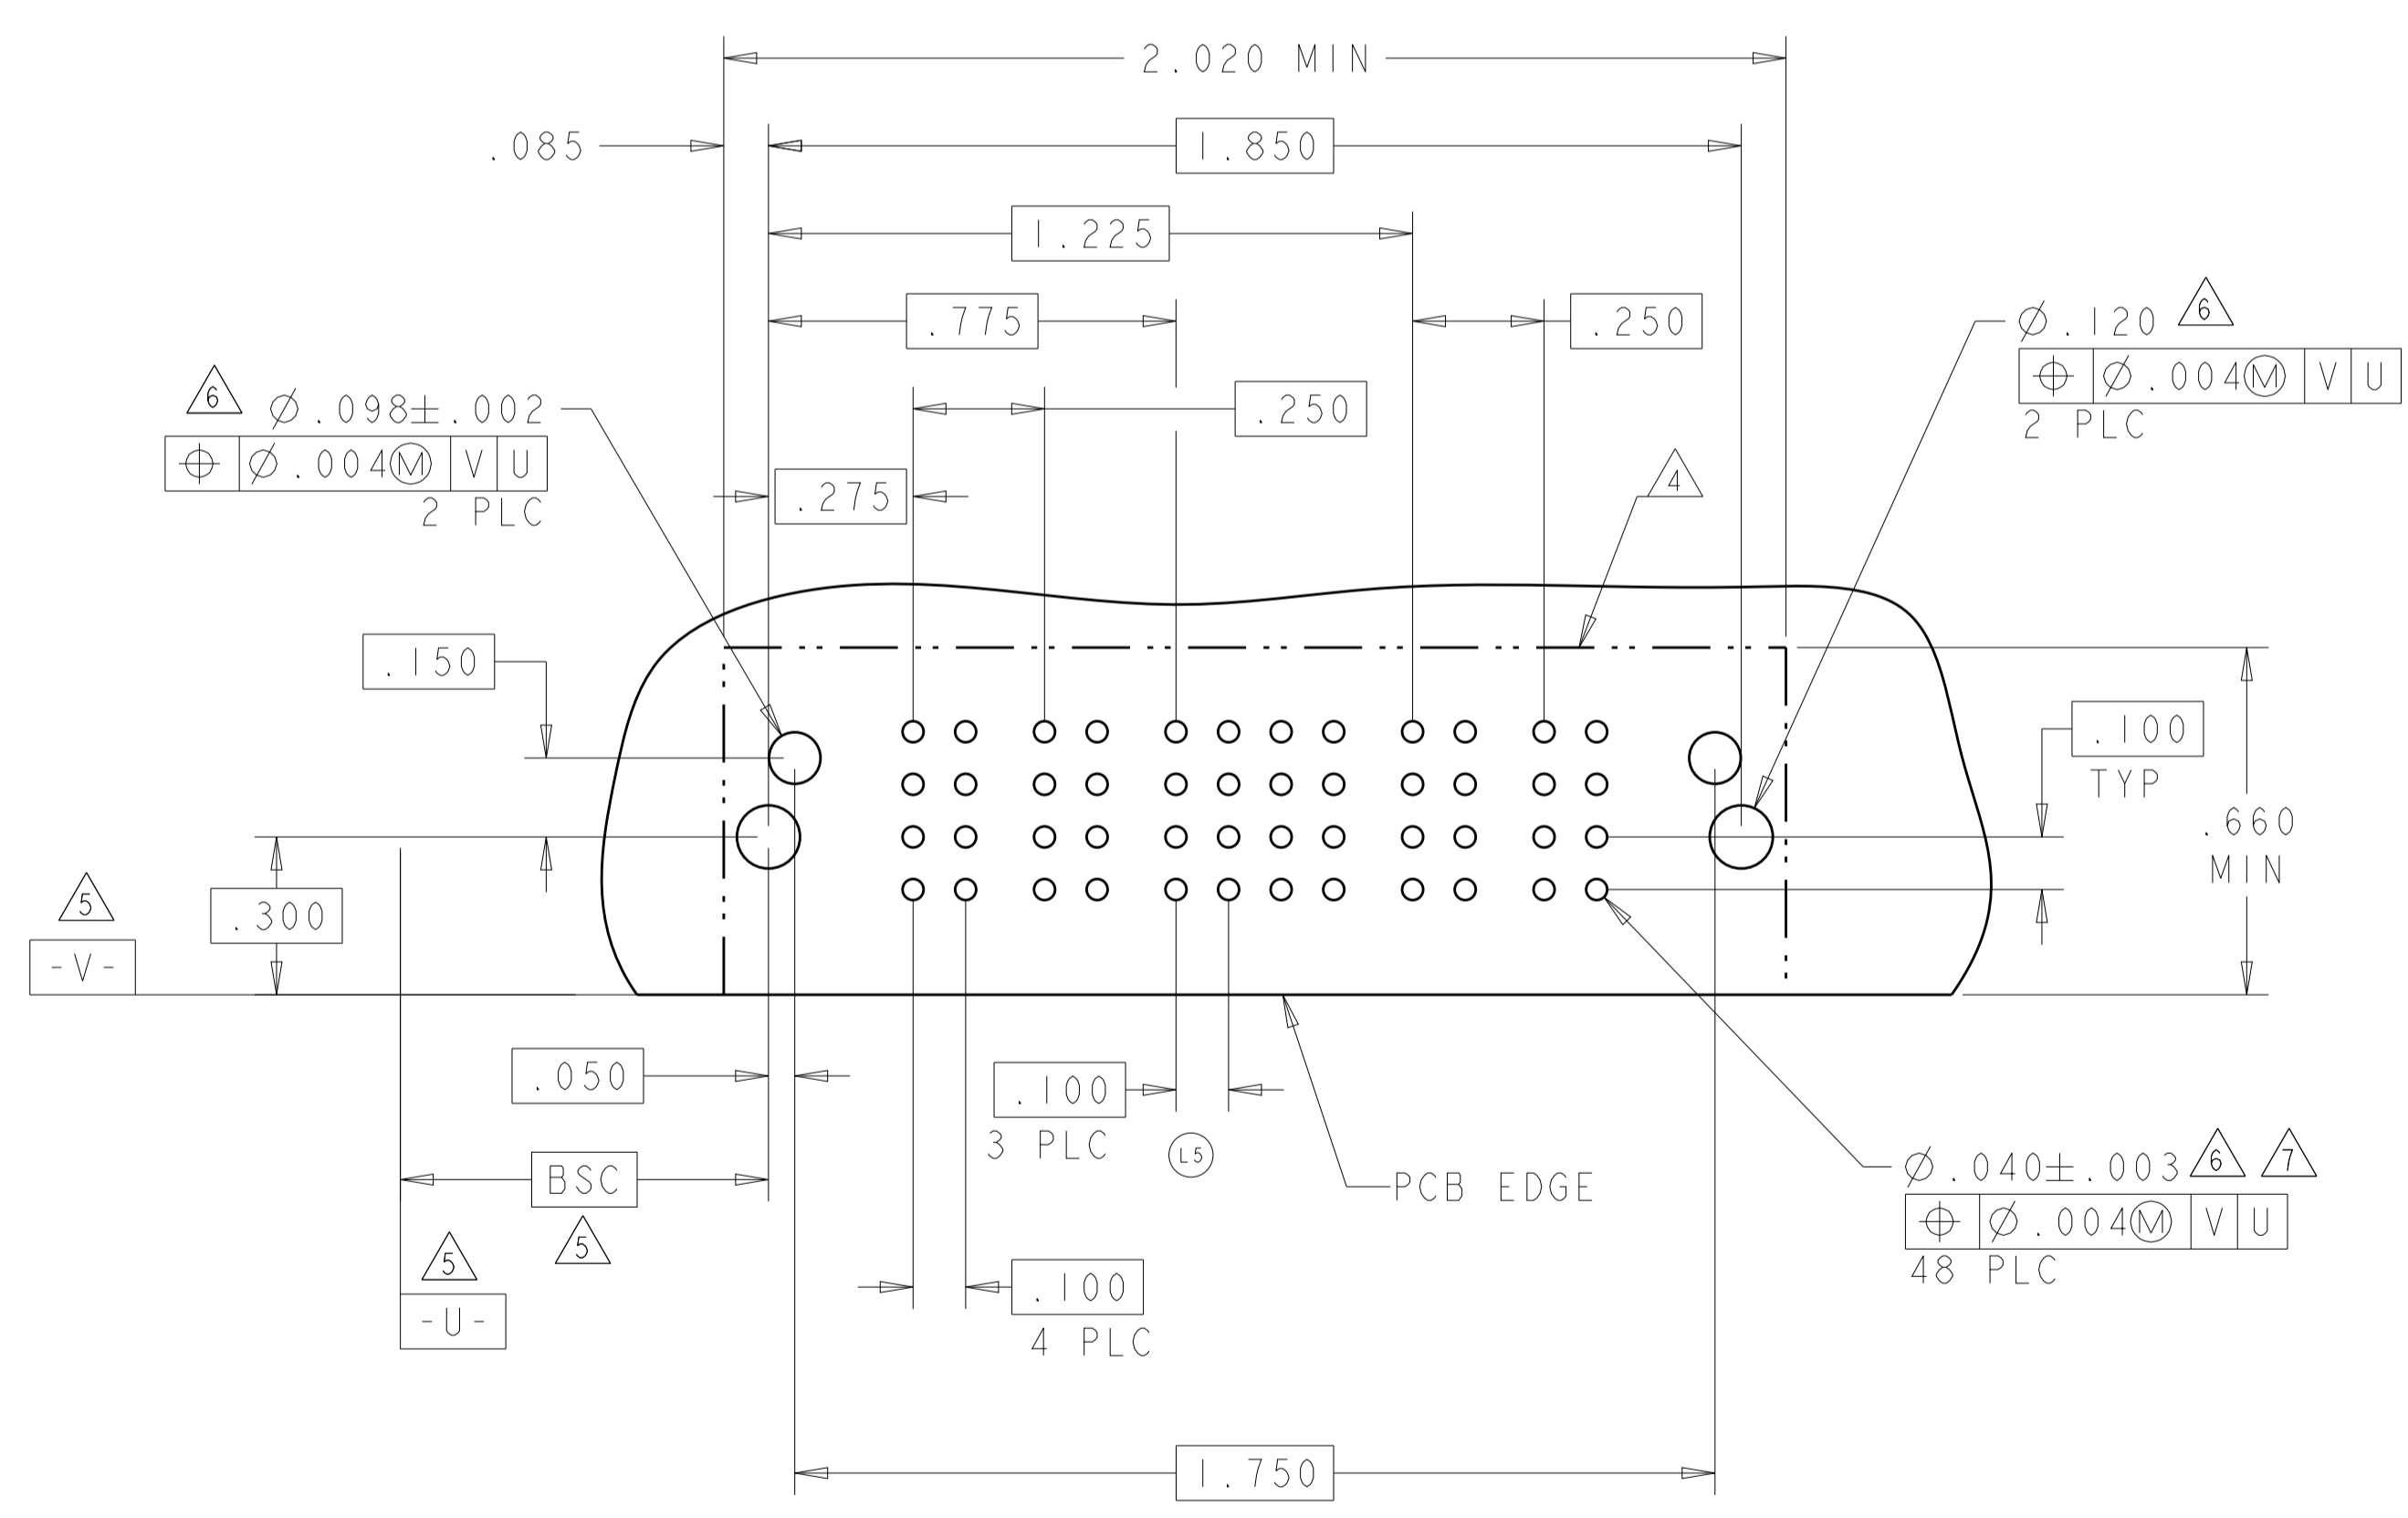 2.020 MIN
.085
1.850
1.225
.775
.250
6
⌀.120
⌖ ⌀.004Ⓜ V U
2 PLC
6
⌀.098±.002
⌖ ⌀.004Ⓜ V U
2 PLC
.250
.275
4
.150
.100
TYP
.660
MIN
5
.300
-V-
.050
.100
3 PLC
L5
BSC
5
PCB EDGE
⌀.040±.003
6
7
⌖ ⌀.004Ⓜ V U
48 PLC
5
-U-
.100
4 PLC
1.750